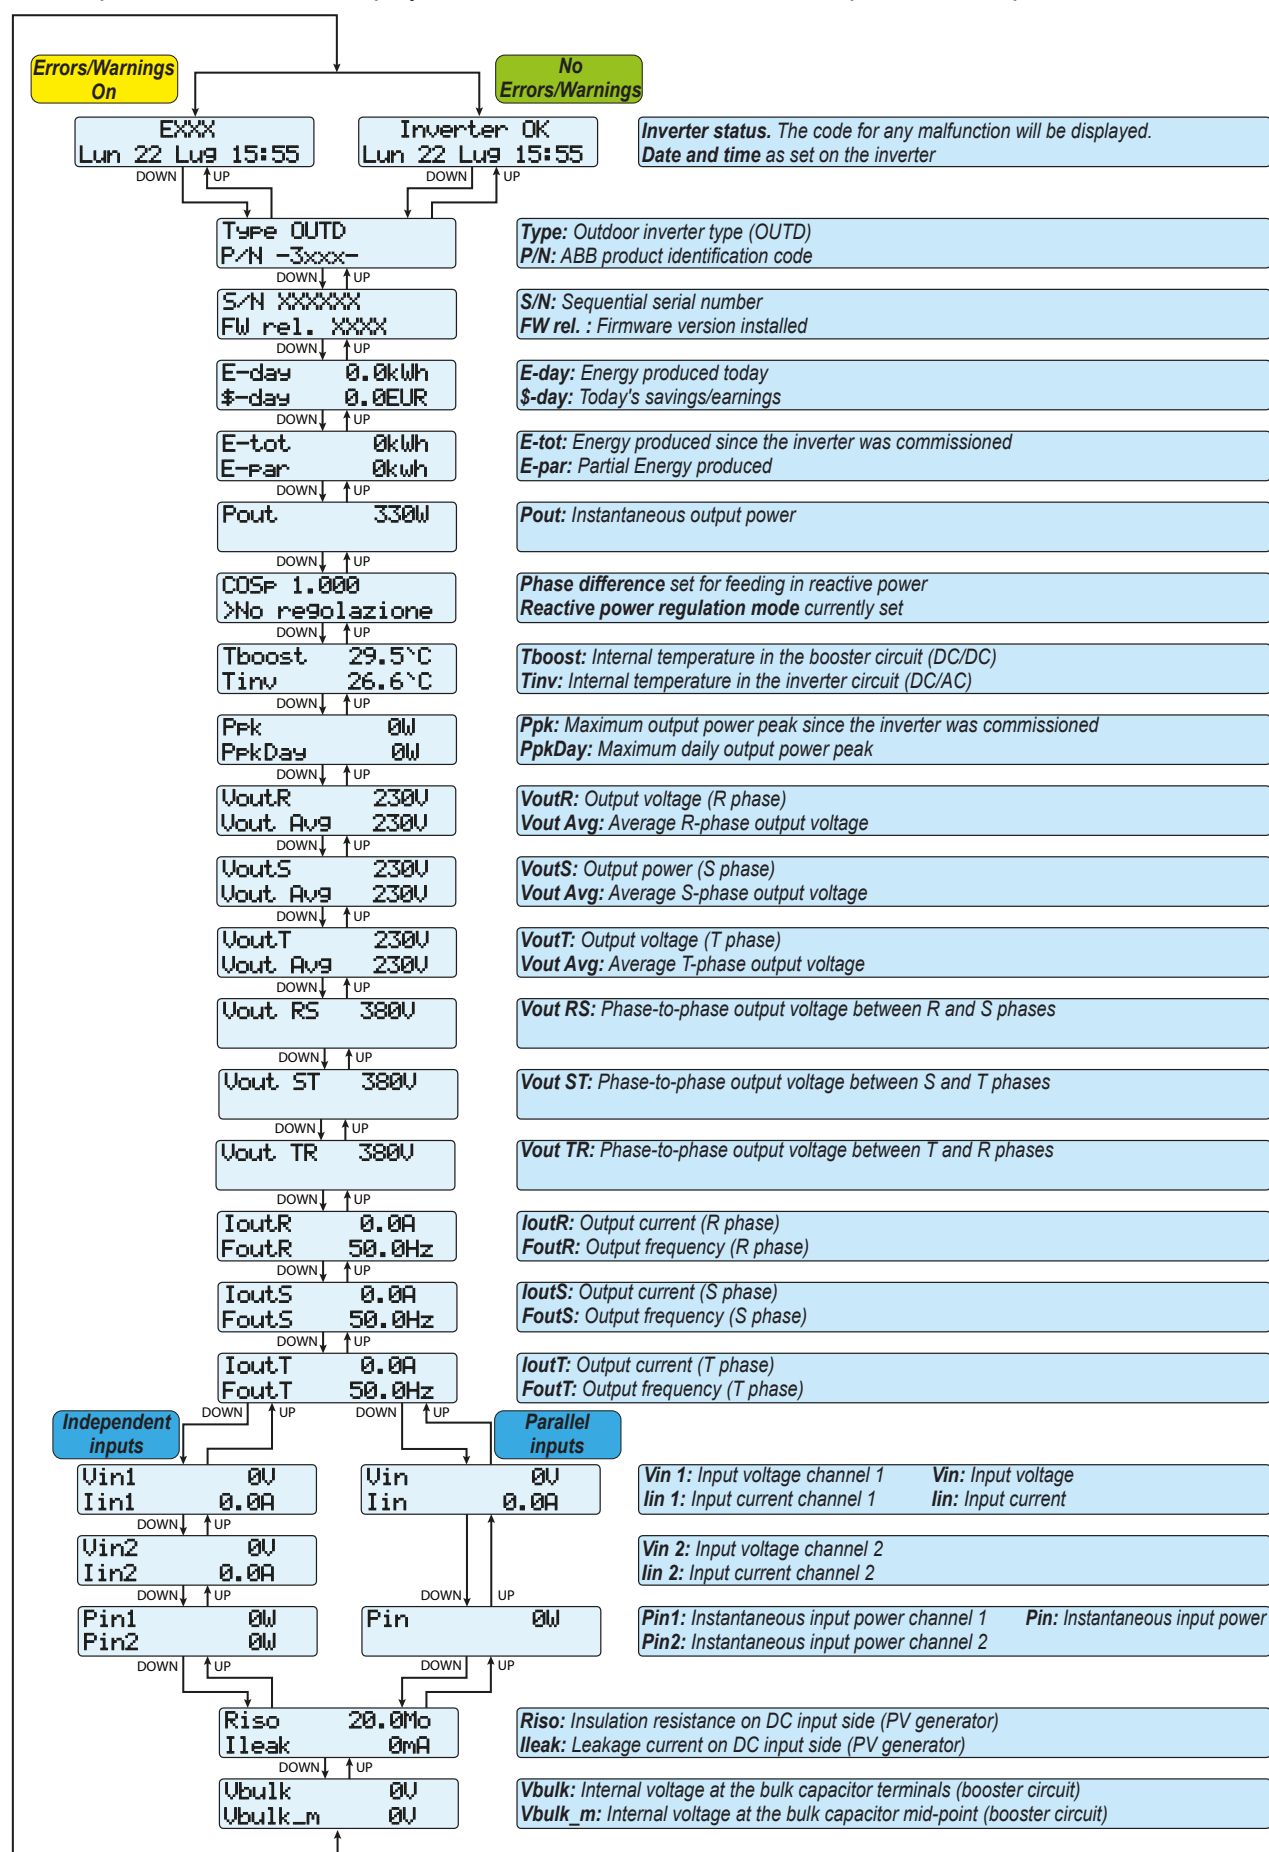 Errors/Warnings
On
No
Errors/Warnings
EXXX
Lun 22 Lug 15:55
Inverter OK
Lun 22 Lug 15:55
Inverter status. The code for any malfunction will be displayed.
Date and time as set on the inverter
DOWN UP
DOWN UP
Type OUTD
P/N -3xxx-
Type: Outdoor inverter type (OUTD)
P/N: ABB product identification code
DOWN UP
S/N XXXXXX
FW rel. XXXX
S/N: Sequential serial number
FW rel. : Firmware version installed
DOWN UP
E-day 0.0kWh
$-day 0.0EUR
E-day: Energy produced today
$-day: Today's savings/earnings
DOWN UP
E-tot 0kWh
E-par 0kwh
E-tot: Energy produced since the inverter was commissioned
E-par: Partial Energy produced
DOWN UP
Pout 330W
Pout: Instantaneous output power
DOWN UP
COSP 1.000
>No regolazione
Phase difference set for feeding in reactive power
Reactive power regulation mode currently set
DOWN UP
Tboost 29.5`C
Tinv 26.6`C
Tboost: Internal temperature in the booster circuit (DC/DC)
Tinv: Internal temperature in the inverter circuit (DC/AC)
DOWN UP
Ppk 0W
PpkDay 0W
Ppk: Maximum output power peak since the inverter was commissioned
PpkDay: Maximum daily output power peak
DOWN UP
VoutR 230V
Vout Avg 230V
VoutR: Output voltage (R phase)
Vout Avg: Average R-phase output voltage
DOWN UP
VoutS 230V
Vout Avg 230V
VoutS: Output power (S phase)
Vout Avg: Average S-phase output voltage
DOWN UP
VoutT 230V
Vout Avg 230V
VoutT: Output voltage (T phase)
Vout Avg: Average T-phase output voltage
DOWN UP
Vout RS 380V
Vout RS: Phase-to-phase output voltage between R and S phases
DOWN UP
Vout ST 380V
Vout ST: Phase-to-phase output voltage between S and T phases
DOWN UP
Vout TR 380V
Vout TR: Phase-to-phase output voltage between T and R phases
DOWN UP
IoutR 0.0A
FoutR 50.0Hz
IoutR: Output current (R phase)
FoutR: Output frequency (R phase)
DOWN UP
IoutS 0.0A
FoutS 50.0Hz
IoutS: Output current (S phase)
FoutS: Output frequency (S phase)
DOWN UP
IoutT 0.0A
FoutT 50.0Hz
IoutT: Output current (T phase)
FoutT: Output frequency (T phase)
DOWN UP
DOWN UP
Independent
inputs
Parallel
inputs
Vin1 0V
Iin1 0.0A
Vin 0V
Iin 0.0A
Vin 1: Input voltage channel 1 Vin: Input voltage
Iin 1: Input current channel 1 Iin: Input current
DOWN UP
Vin2 0V
Iin2 0.0A
Vin 2: Input voltage channel 2
Iin 2: Input current channel 2
DOWN UP
DOWN UP
Pin1 0W
Pin2 0W
Pin 0W
Pin1: Instantaneous input power channel 1 Pin: Instantaneous input power
Pin2: Instantaneous input power channel 2
DOWN UP
DOWN UP
Riso 20.0Mo
Ileak 0mA
Riso: Insulation resistance on DC input side (PV generator)
Ileak: Leakage current on DC input side (PV generator)
DOWN UP
Vbulk 0V
Vbulk_m 0V
Vbulk: Internal voltage at the bulk capacitor terminals (booster circuit)
Vbulk_m: Internal voltage at the bulk capacitor mid-point (booster circuit)